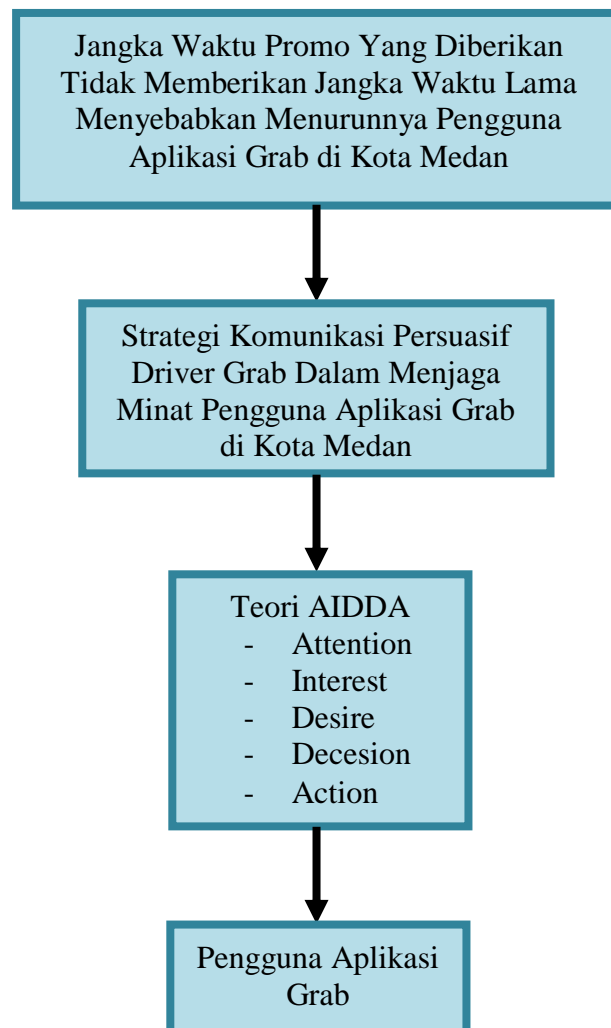 Jangka Waktu Promo Yang Diberikan
Tidak Memberikan Jangka Waktu Lama
Menyebabkan Menurunnya Pengguna
Aplikasi Grab di Kota Medan
Strategi Komunikasi Persuasif
Driver Grab Dalam Menjaga
Minat Pengguna Aplikasi Grab
di Kota Medan
Teori AIDDA
- Attention
- Interest
- Desire
- Decesion
- Action
Pengguna Aplikasi
Grab